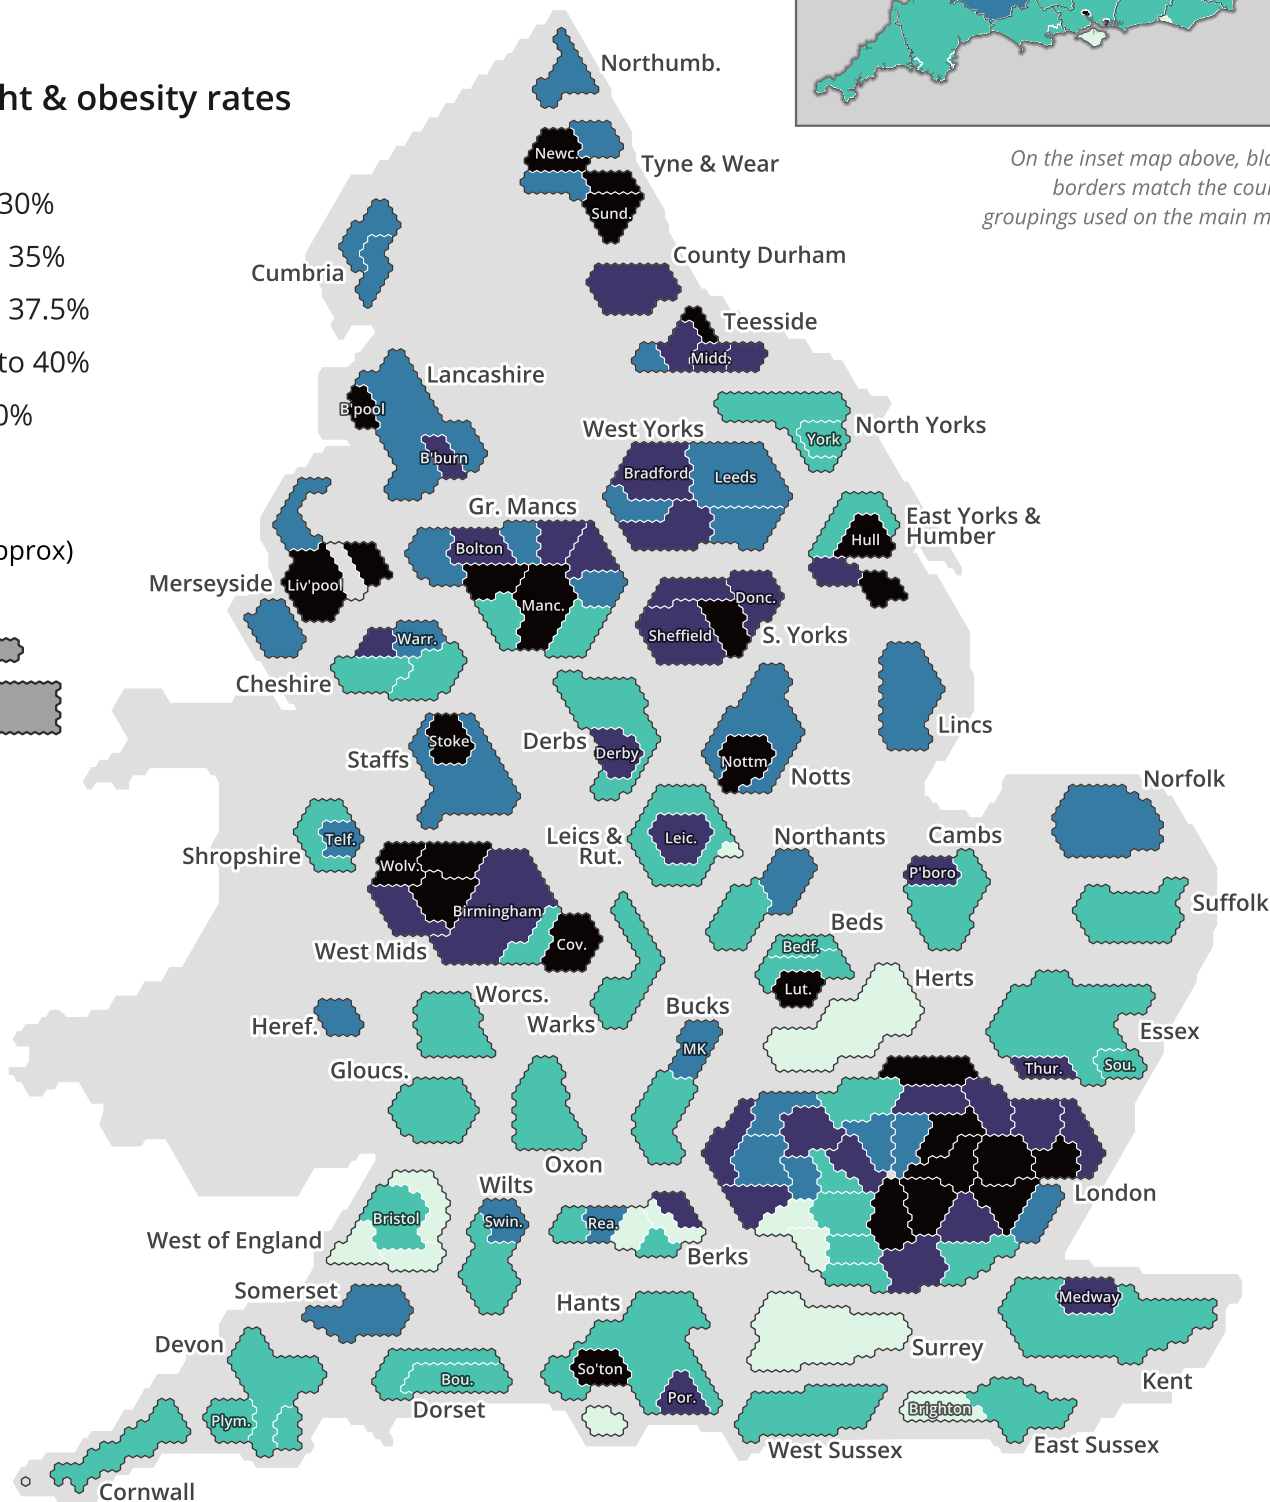 Northumb.
ht & obesity rates
Newc.
Tyne & Wear
On the inset map above, bla
borders match the cour
groupings used on the main m
30%
Sund.
35%
County Durham
Cumbria
37.5%
Teesside
to 40%
Midd.
Lancashire
0%
B'pool
North Yorks
West Yorks
York
B'burn
Bradford
Leeds
Gr. Mancs
East Yorks &
Humber
Hull
pprox)
Bolton
Merseyside
Liv'pool
Manc.
Donc.
Sheffield
S. Yorks
Warr.
Cheshire
Lincs
Stoke
Staffs
Derbs
Derby
Nottm
Notts
Norfolk
Telf.
Shropshire
Leics &
Rut.
Leic.
Northants
Cambs
Wolv.
P'boro
Suffolk
Birmingham
West Mids
Cov.
Beds
Bedf.
Lut.
Herts
Worcs.
Warks
Bucks
Heref.
Essex
MK
Gloucs.
Thur.
Sou.
Oxon
London
Wilts
Bristol
Swin.
Rea.
West of England
Berks
Somerset
Hants
Medway
Devon
Surrey
So'ton
Bou.
Kent
Por.
Dorset
Plym.
Brighton
West Sussex
East Sussex
Cornwall